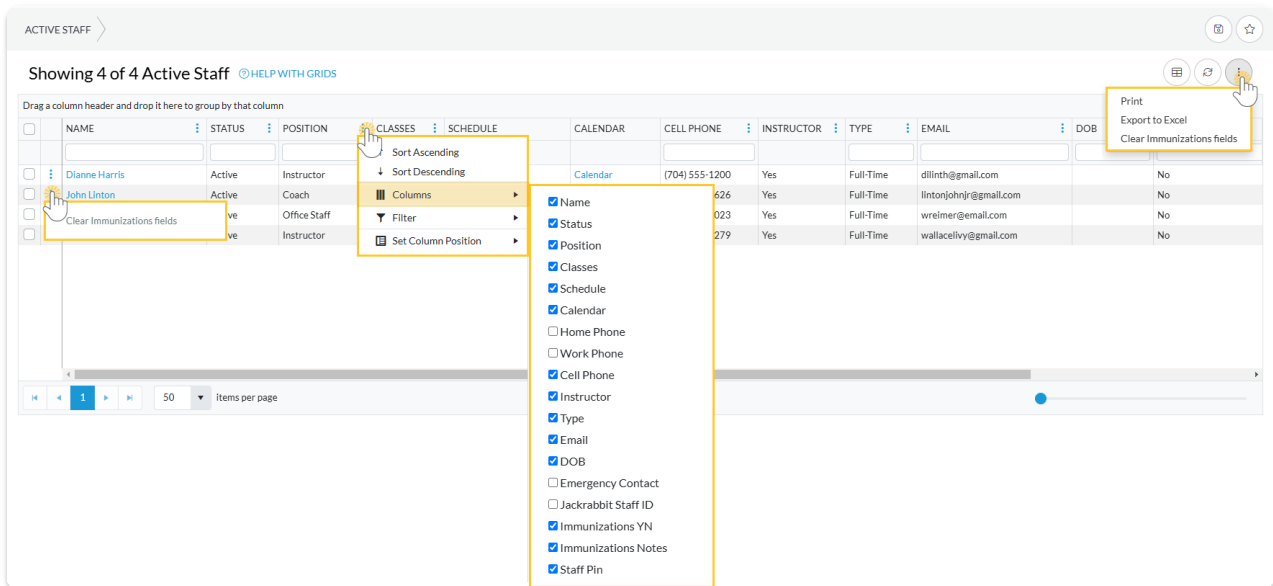 ACTIVE STAFF
Showing 4 of 4 Active Staff ? HELP WITH GRIDS
Drag a column header and drop it here to group by that column
Print
Export to Excel
Clear Immunizations fields
NAME STATUS POSITION CLASSES SCHEDULE CALENDAR CELL PHONE INSTRUCTOR TYPE EMAIL DOB
Dianne Harris Active Instructor Calendar (704) 555-1200 Yes Full-Time dilinth@gmail.com No
John Linton Active Coach 626 Yes Full-Time lintonjohnjr@gmail.com No
ve Office Staff 023 Yes Full-Time wreimer@email.com No
ve Instructor 279 Yes Full-Time wallacelivy@gmail.com No
Clear Immunizations fields
Sort Ascending
Sort Descending
Columns
Filter
Set Column Position
Name
Status
Position
Classes
Schedule
Calendar
Home Phone
Work Phone
Cell Phone
Instructor
Type
Email
DOB
Emergency Contact
Jackrabbit Staff ID
Immunizations YN
Immunizations Notes
Staff Pin
1 50 items per page